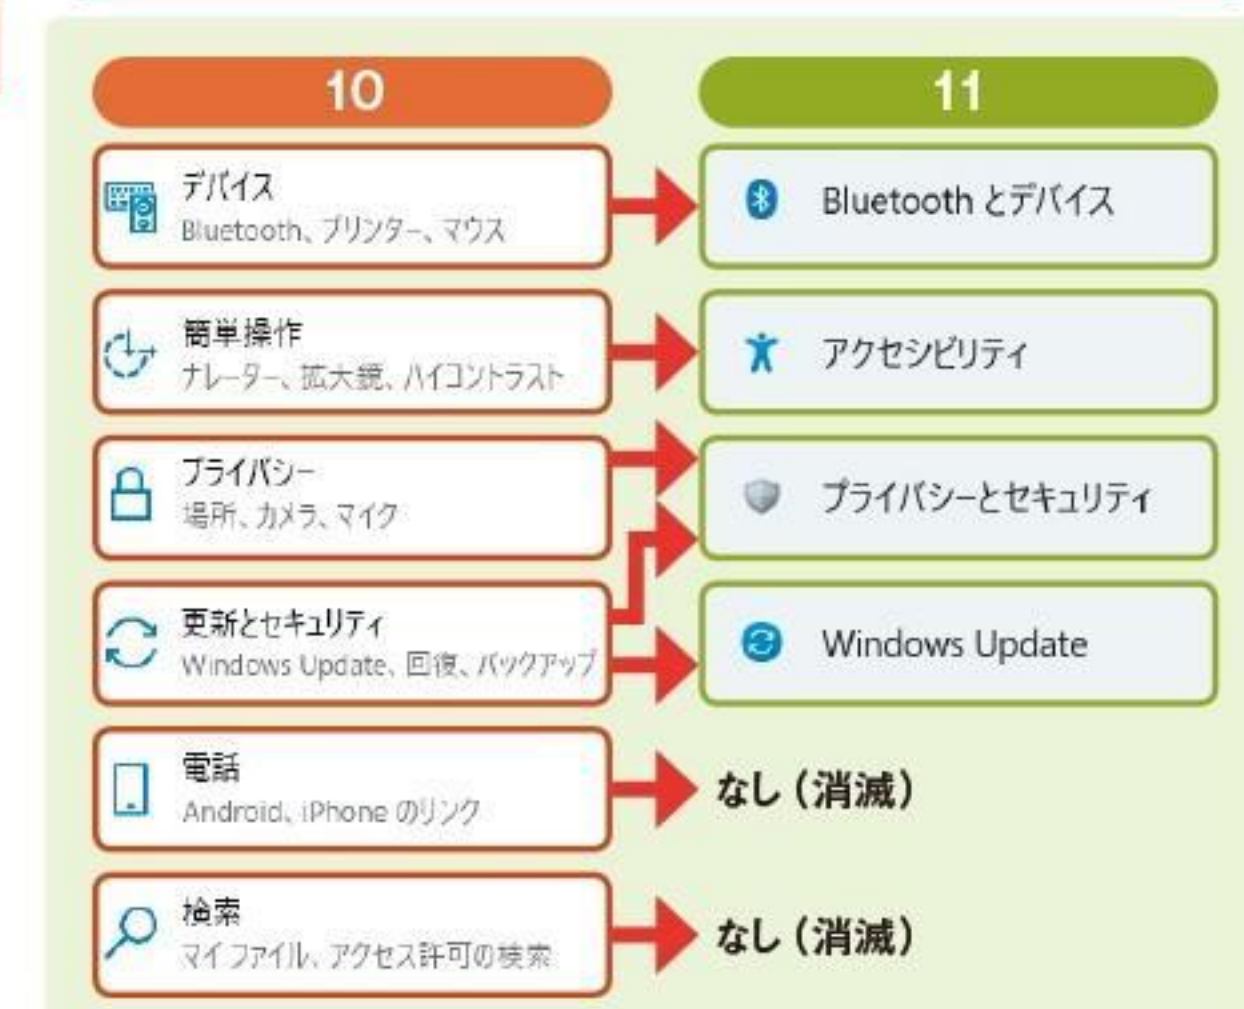 10
11
デバイス
Bluetooth、プリンター、マウス
Bluetooth とデバイス
簡単操作
ナレーター、拡大鏡、ハイコントラスト
アクセシビリティ
プライバシー
場所、カメラ、マイク
プライバシーとセキュリティ
更新とセキュリティ
Windows Update、回復、バックアップ
Windows Update
電話
Android、iPhone のリンク
なし（消滅）
検索
マイ ファイル、アクセス許可の検索
なし（消滅）